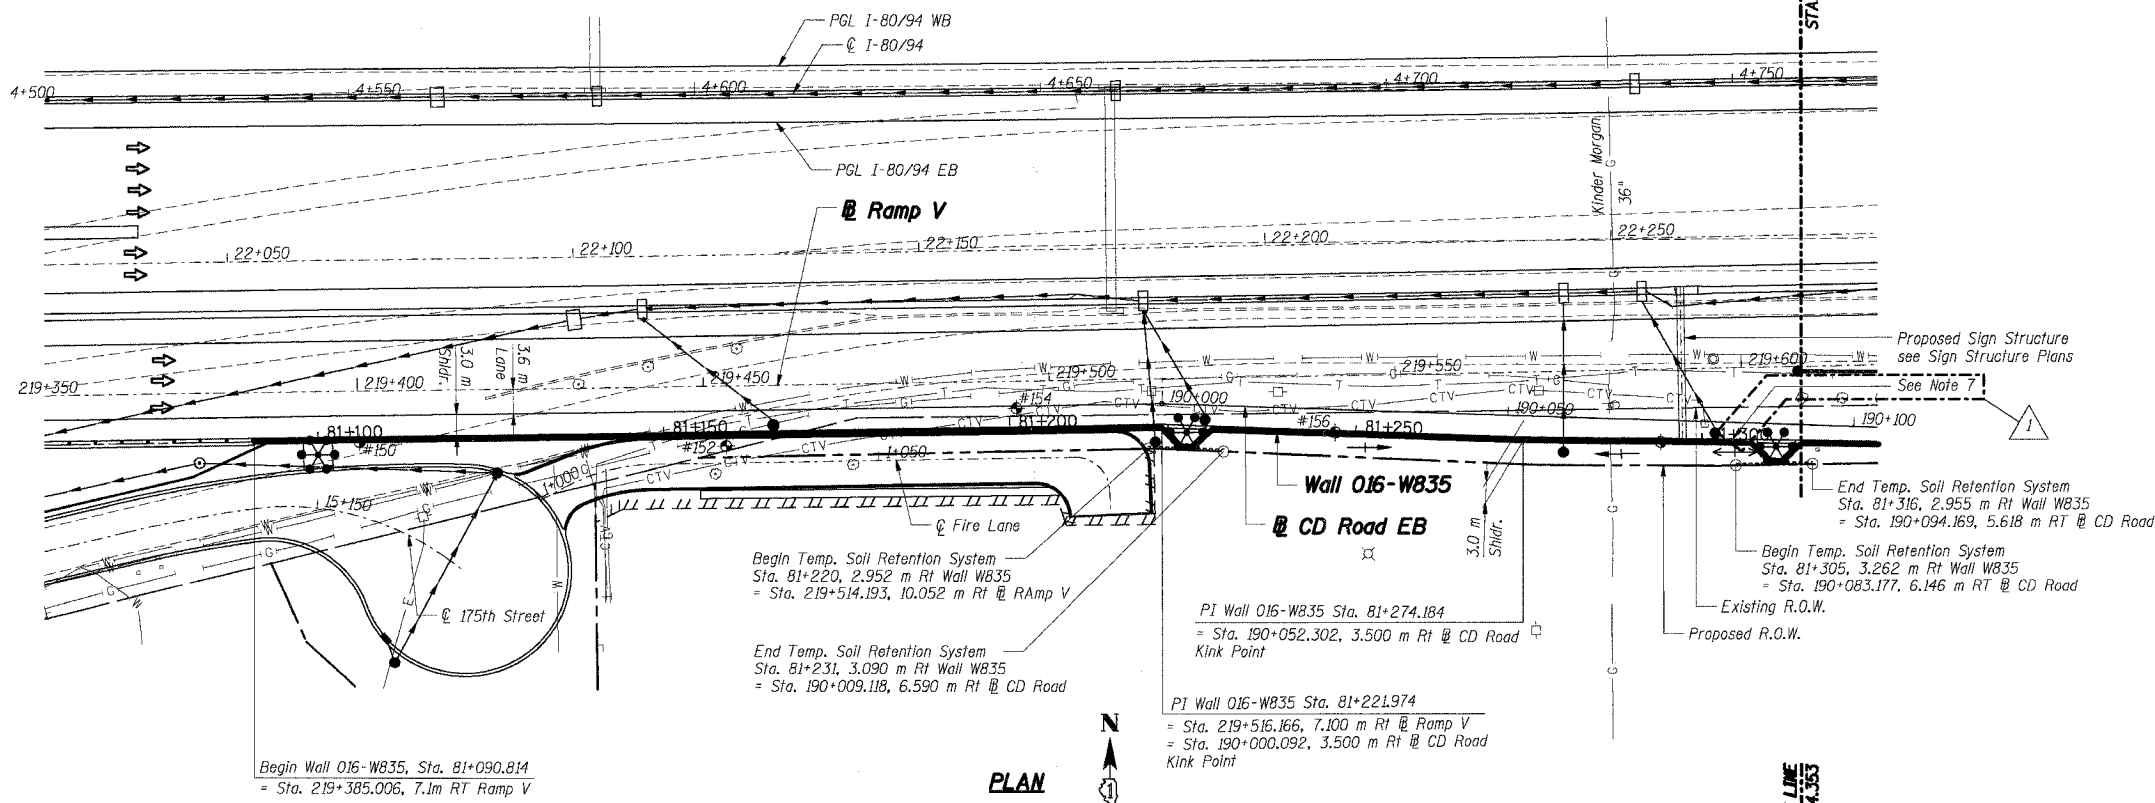 STA.
PGL I-80/94 WB
℄ I-80/94
4+500
4+550
4+600
4+650
4+700
4+750
PGL I-80/94 EB
Kinder Morgan
36"
G
℔ Ramp V
22+050
22+100
22+150
22+200
22+250
3.0 m
Shldr.
3.6 m
Lane
219+350
219+400
219+450
219+500
219+550
219+600
Proposed Sign Structure
see Sign Structure Plans
See Note 7
1
190+000
190+050
190+100
81+100
81+150
81+200
81+250
#150
#152
#154
#156
W
G
T
CTV
1+000
1+050
15+150
℄ Fire Lane
Wall 016-W835
℔ CD Road EB
3.0 m
Shldr.
℄ 175th Street
E
End Temp. Soil Retention System
Sta. 81+316, 2.955 m Rt Wall W835
= Sta. 190+094.169, 5.618 m RT ℔ CD Road
Begin Temp. Soil Retention System
Sta. 81+305, 3.262 m Rt Wall W835
= Sta. 190+083.177, 6.146 m RT ℔ CD Road
Existing R.O.W.
Proposed R.O.W.
Begin Temp. Soil Retention System
Sta. 81+220, 2.952 m Rt Wall W835
= Sta. 219+514.193, 10.052 m Rt ℔ RAmp V
End Temp. Soil Retention System
Sta. 81+231, 3.090 m Rt Wall W835
= Sta. 190+009.118, 6.590 m Rt ℔ CD Road
PI Wall 016-W835 Sta. 81+274.184
= Sta. 190+052.302, 3.500 m Rt ℔ CD Road
Kink Point
PI Wall 016-W835 Sta. 81+221.974
= Sta. 219+516.166, 7.100 m Rt ℔ Ramp V
= Sta. 190+000.092, 3.500 m Rt ℔ CD Road
Kink Point
Begin Wall 016-W835, Sta. 81+090.814
= Sta. 219+385.006, 7.1m RT Ramp V
PLAN
N
1
LINE
4.353